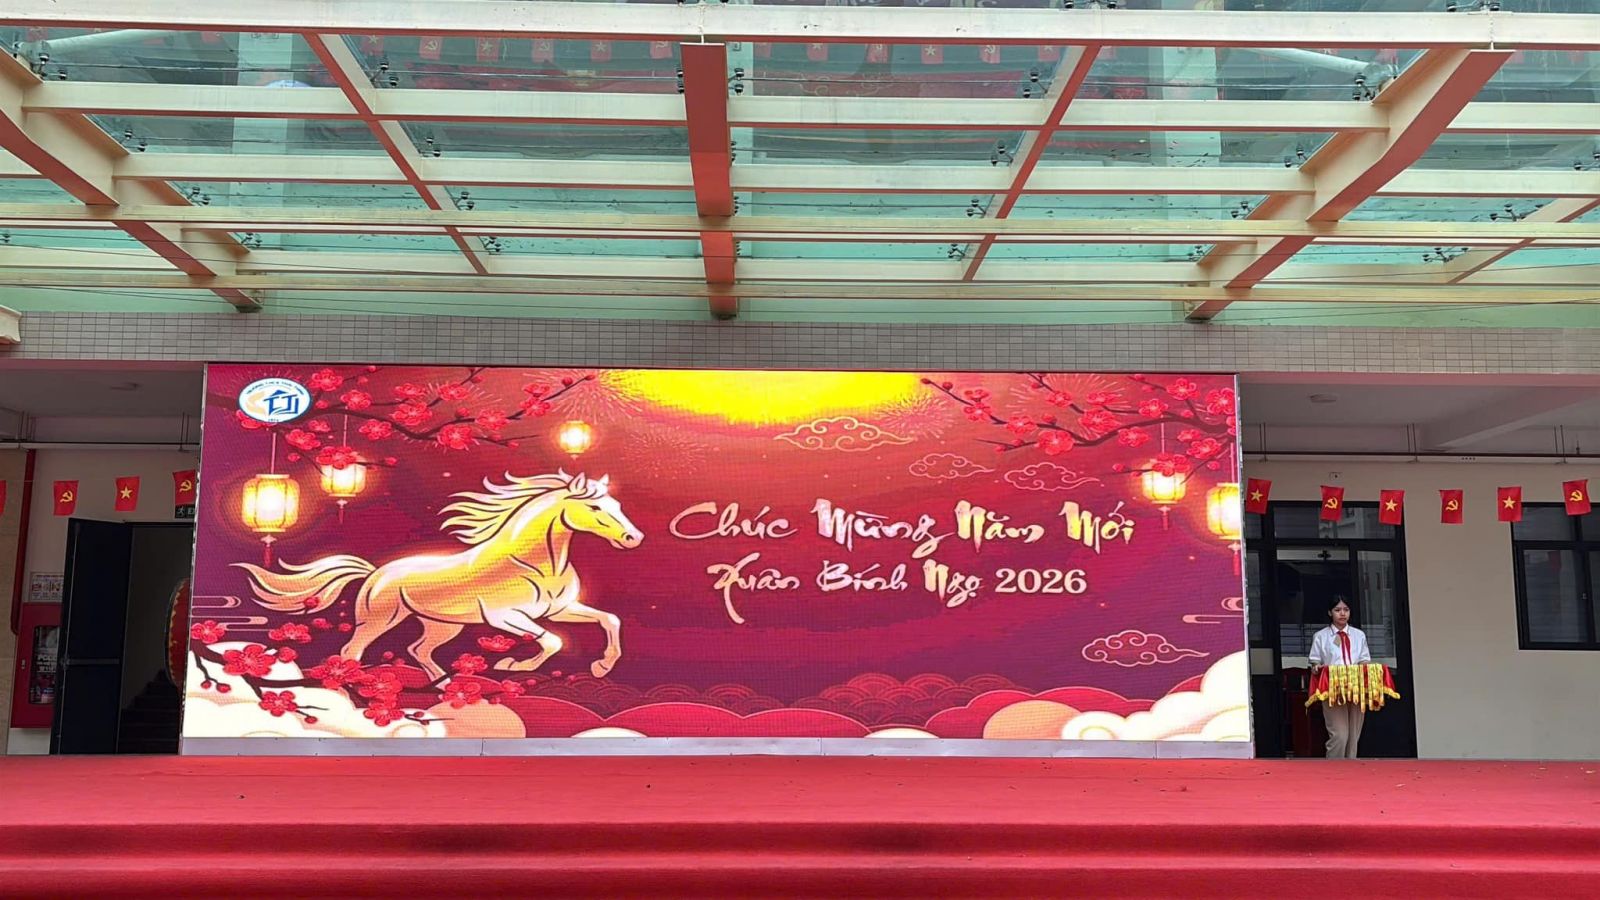 Chúc Mừng Năm Mới
Xuân Bính Ngọ 2026